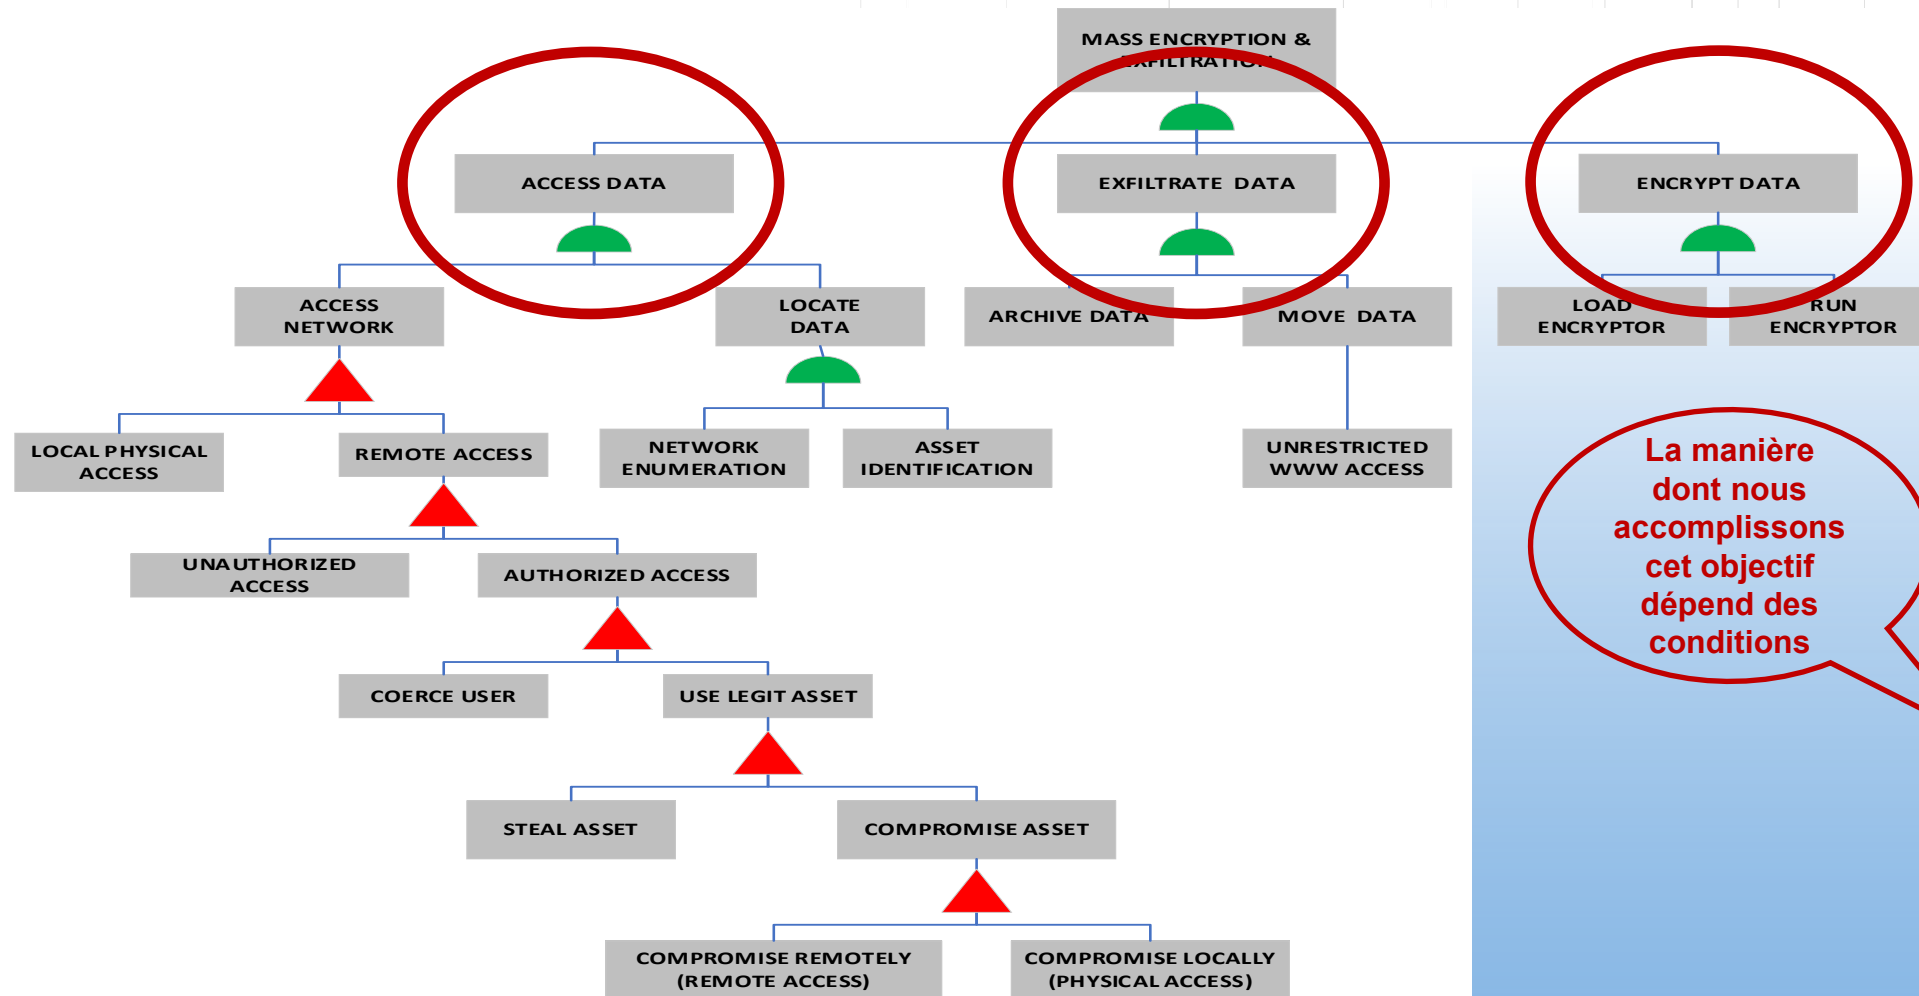 MASS ENCRYPTION &
EXFILTRATION
ACCESS DATA
EXFILTRATE DATA
ENCRYPT DATA
ACCESS
NETWORK
LOCATE
DATA
ARCHIVE DATA
MOVE DATA
LOAD
ENCRYPTOR
RUN
ENCRYPTOR
LOCAL PHYSICAL
ACCESS
REMOTE ACCESS
NETWORK
ENUMERATION
ASSET
IDENTIFICATION
UNRESTRICTED
WWW ACCESS
La manière
dont nous
accomplissons
cet objectif
dépend des
conditions
UNAUTHORIZED
ACCESS
AUTHORIZED ACCESS
COERCE USER
USE LEGIT ASSET
STEAL ASSET
COMPROMISE ASSET
COMPROMISE REMOTELY
(REMOTE ACCESS)
COMPROMISE LOCALLY
(PHYSICAL ACCESS)